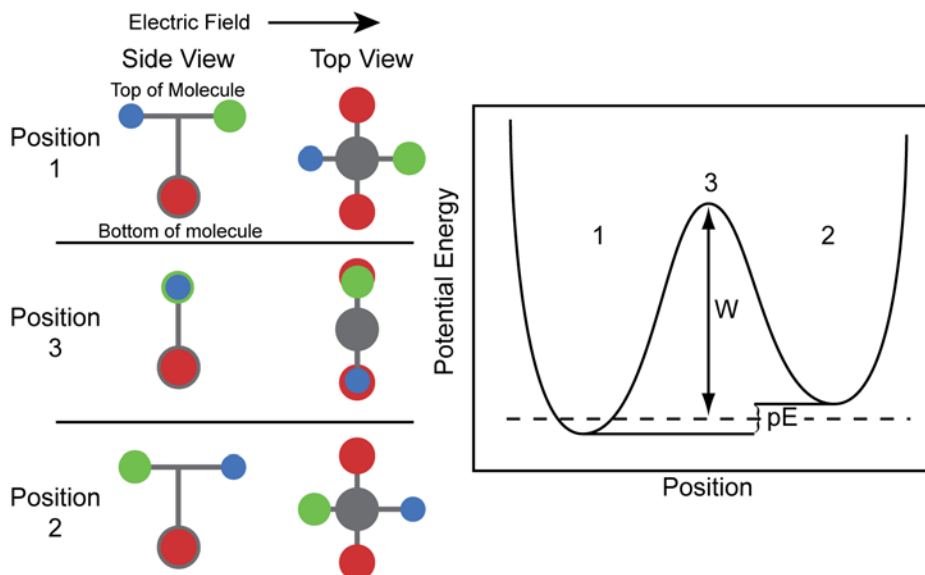 Electric Field
Side View
Top View
Top of Molecule
Position
1
Bottom of molecule
Position
3
Position
2
Potential Energy
1
3
2
W
pE
Position